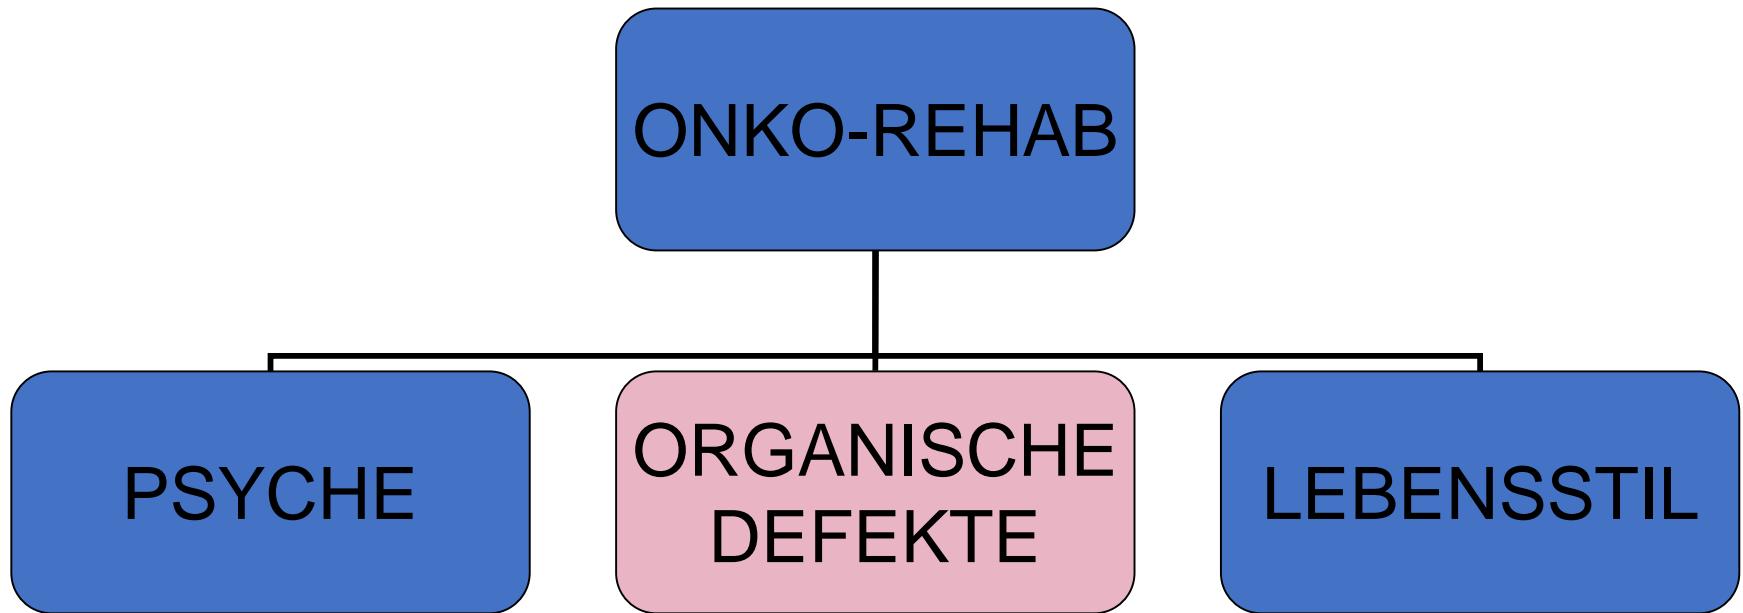 ONKO-REHAB
PSYCHE
ORGANISCHE
DEFEKTE
LEBENSSTIL